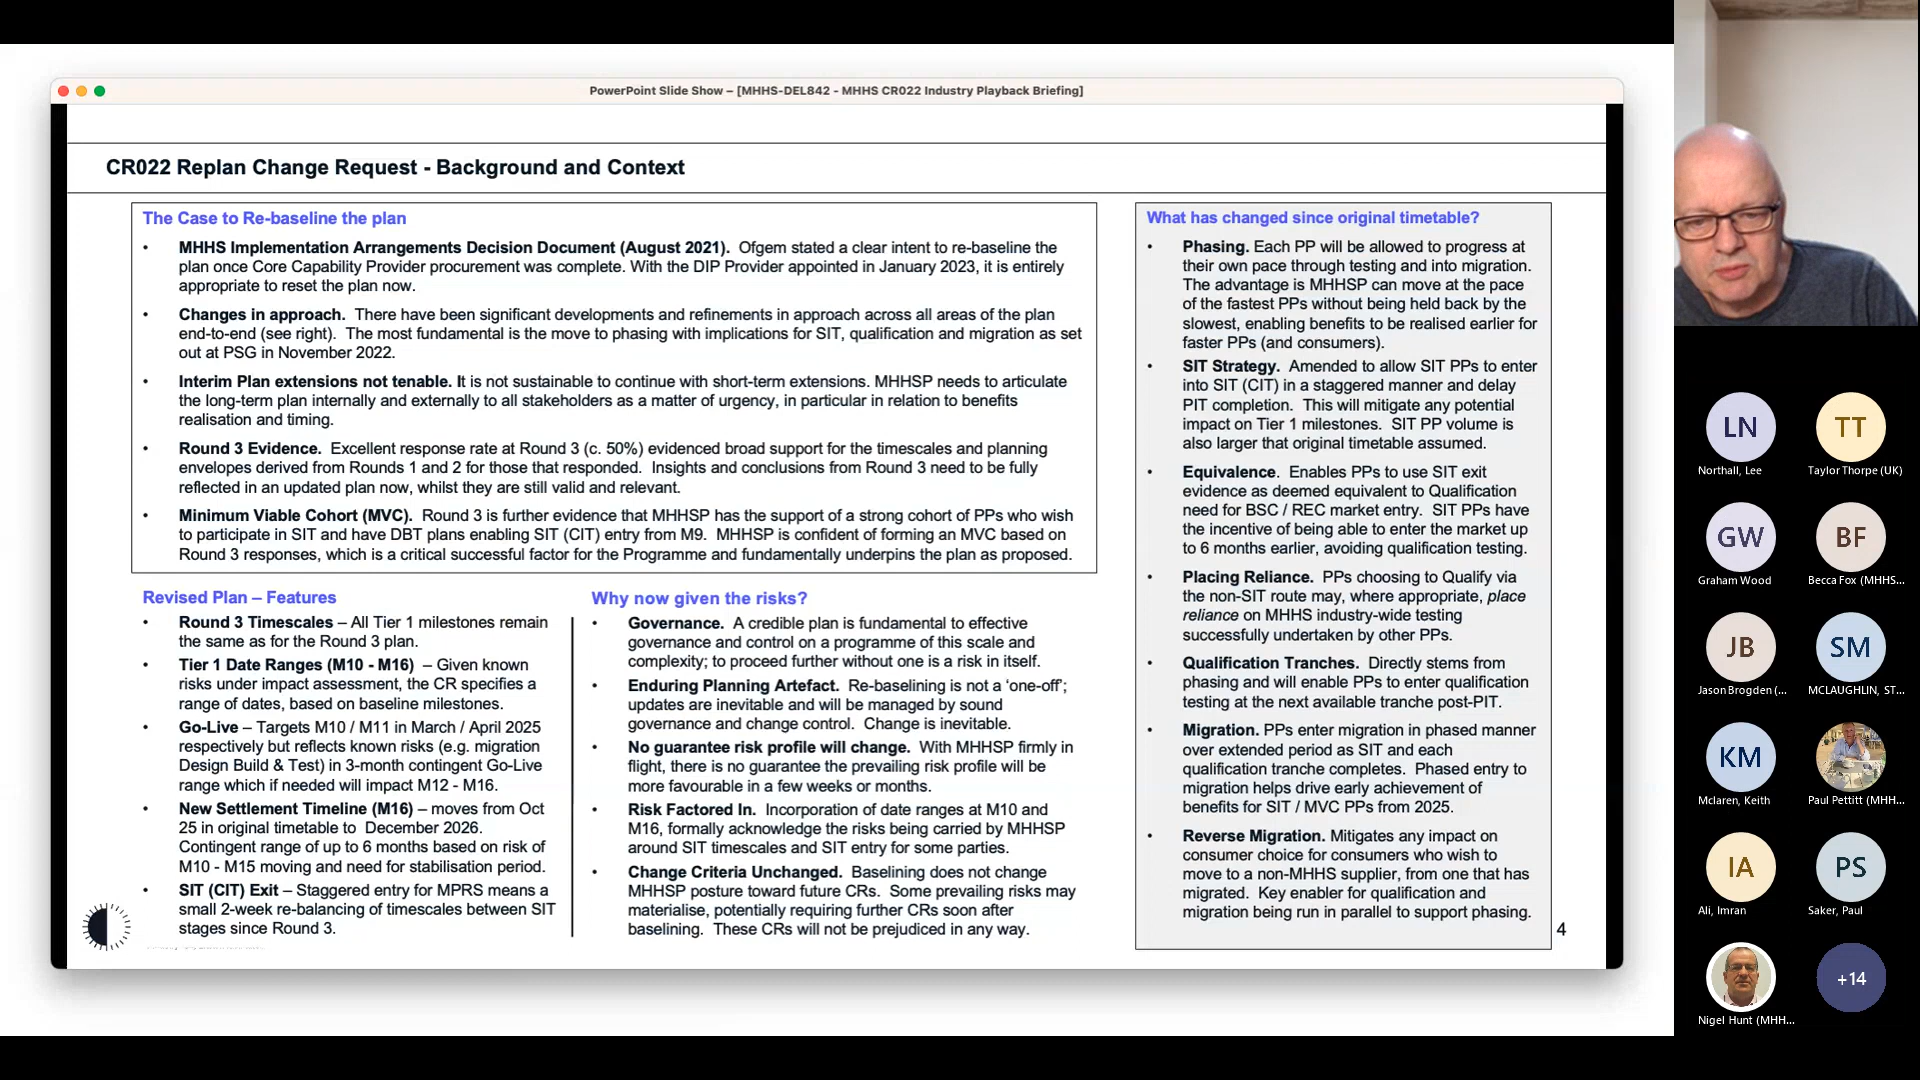 PowerPoint Slide Show – [MHHS-DEL842 - MHHS CR022 Industry Playback Briefing]
CR022 Replan Change Request - Background and Context
The Case to Re-baseline the plan
• MHHS Implementation Arrangements Decision Document (August 2021). Ofgem stated a clear intent to re-baseline the
plan once Core Capability Provider procurement was complete. With the DIP Provider appointed in January 2023, it is entirely
appropriate to reset the plan now.
• Changes in approach. There have been significant developments and refinements in approach across all areas of the plan
end-to-end (see right). The most fundamental is the move to phasing with implications for SIT, qualification and migration as set
out at PSG in November 2022.
• Interim Plan extensions not tenable. It is not sustainable to continue with short-term extensions. MHHSP needs to articulate
the long-term plan internally and externally to all stakeholders as a matter of urgency, in particular in relation to benefits
realisation and timing.
• Round 3 Evidence. Excellent response rate at Round 3 (c. 50%) evidenced broad support for the timescales and planning
envelopes derived from Rounds 1 and 2 for those that responded. Insights and conclusions from Round 3 need to be fully
reflected in an updated plan now, whilst they are still valid and relevant.
• Minimum Viable Cohort (MVC). Round 3 is further evidence that MHHSP has the support of a strong cohort of PPs who wish
to participate in SIT and have DBT plans enabling SIT (CIT) entry from M9. MHHSP is confident of forming an MVC based on
Round 3 responses, which is a critical successful factor for the Programme and fundamentally underpins the plan as proposed.
Revised Plan – Features
• Round 3 Timescales – All Tier 1 milestones remain
the same as for the Round 3 plan.
• Tier 1 Date Ranges (M10 - M16) – Given known
risks under impact assessment, the CR specifies a
range of dates, based on baseline milestones.
• Go-Live – Targets M10 / M11 in March / April 2025
respectively but reflects known risks (e.g. migration
Design Build & Test) in 3-month contingent Go-Live
range which if needed will impact M12 - M16.
• New Settlement Timeline (M16) – moves from Oct
25 in original timetable to December 2026.
Contingent range of up to 6 months based on risk of
M10 - M15 moving and need for stabilisation period.
• SIT (CIT) Exit – Staggered entry for MPRS means a
small 2-week re-balancing of timescales between SIT
stages since Round 3.
Why now given the risks?
• Governance. A credible plan is fundamental to effective
governance and control on a programme of this scale and
complexity; to proceed further without one is a risk in itself.
• Enduring Planning Artefact. Re-baselining is not a ‘one-off’;
updates are inevitable and will be managed by sound
governance and change control. Change is inevitable.
• No guarantee risk profile will change. With MHHSP firmly in
flight, there is no guarantee the prevailing risk profile will be
more favourable in a few weeks or months.
• Risk Factored In. Incorporation of date ranges at M10 and
M16, formally acknowledge the risks being carried by MHHSP
around SIT timescales and SIT entry for some parties.
• Change Criteria Unchanged. Baselining does not change
MHHSP posture toward future CRs. Some prevailing risks may
materialise, potentially requiring further CRs soon after
baselining. These CRs will not be prejudiced in any way.
What has changed since original timetable?
• Phasing. Each PP will be allowed to progress at
their own pace through testing and into migration.
The advantage is MHHSP can move at the pace
of the fastest PPs without being held back by the
slowest, enabling benefits to be realised earlier for
faster PPs (and consumers).
• SIT Strategy. Amended to allow SIT PPs to enter
into SIT (CIT) in a staggered manner and delay
PIT completion. This will mitigate any potential
impact on Tier 1 milestones. SIT PP volume is
also larger that original timetable assumed.
• Equivalence. Enables PPs to use SIT exit
evidence as deemed equivalent to Qualification
need for BSC / REC market entry. SIT PPs have
the incentive of being able to enter the market up
to 6 months earlier, avoiding qualification testing.
• Placing Reliance. PPs choosing to Qualify via
the non-SIT route may, where appropriate, place
reliance on MHHS industry-wide testing
successfully undertaken by other PPs.
• Qualification Tranches. Directly stems from
phasing and will enable PPs to enter qualification
testing at the next available tranche post-PIT.
• Migration. PPs enter migration in phased manner
over extended period as SIT and each
qualification tranche completes. Phased entry to
migration helps drive early achievement of
benefits for SIT / MVC PPs from 2025.
• Reverse Migration. Mitigates any impact on
consumer choice for consumers who wish to
move to a non-MHHS supplier, from one that has
migrated. Key enabler for qualification and
migration being run in parallel to support phasing.
4
LN
Northall, Lee
TT
Taylor Thorpe (UK)
GW
Graham Wood
BF
Becca Fox (MHHS...
JB
Jason Brogden (...
SM
MCLAUGHLIN, ST...
KM
Mclaren, Keith
Paul Pettitt (MHH...
IA
Ali, Imran
PS
Saker, Paul
Nigel Hunt (MHH...
+14